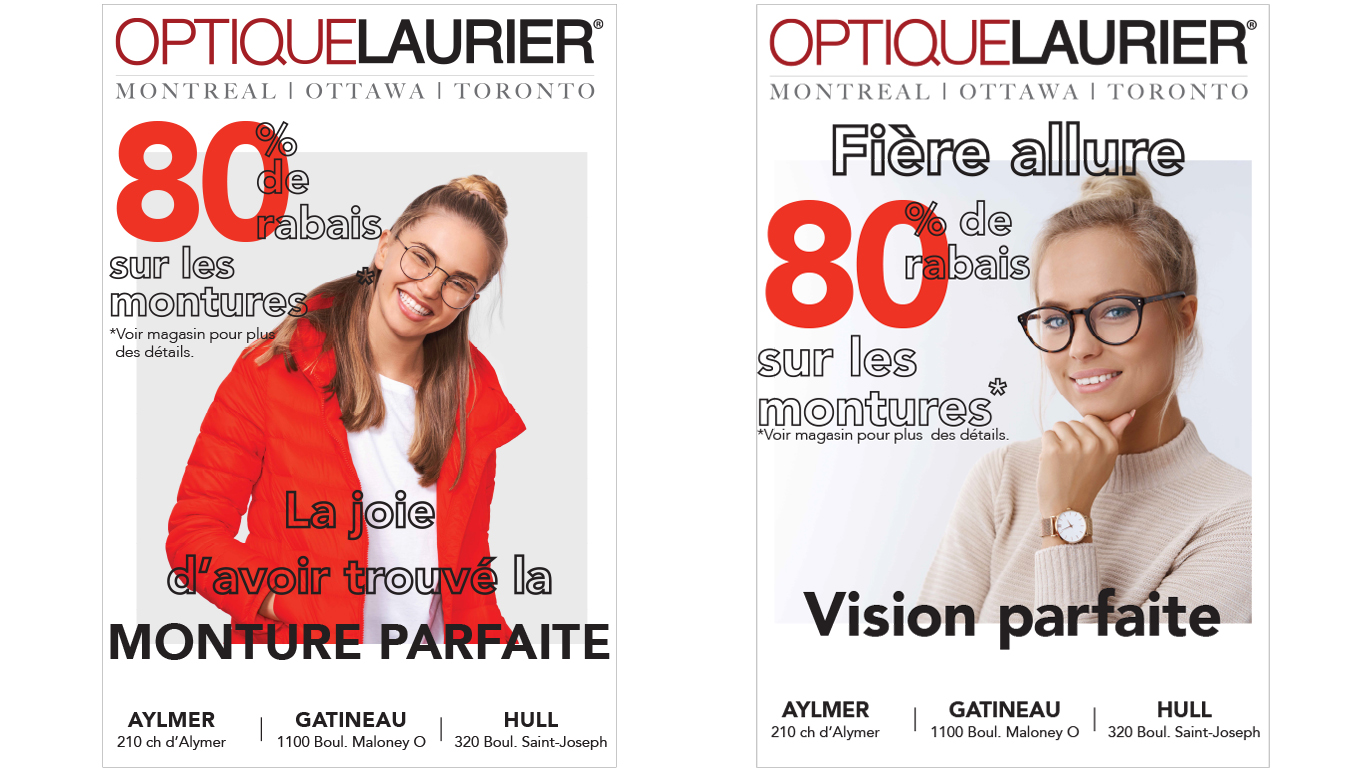 OPTIQUELAURIER®
MONTREAL | OTTAWA | TORONTO
80%
de
rabais
sur les
montures*
*Voir magasin pour plus
des détails.
La joie
d’avoir trouvé la
MONTURE PARFAITE
AYLMER | GATINEAU | HULL
210 ch d’Alymer 1100 Boul. Maloney O 320 Boul. Saint-Joseph
OPTIQUELAURIER®
MONTREAL | OTTAWA | TORONTO
Fière allure
80% de
rabais
sur les
montures*
*Voir magasin pour plus des détails.
Vision parfaite
AYLMER | GATINEAU | HULL
210 ch d’Alymer 1100 Boul. Maloney O 320 Boul. Saint-Joseph